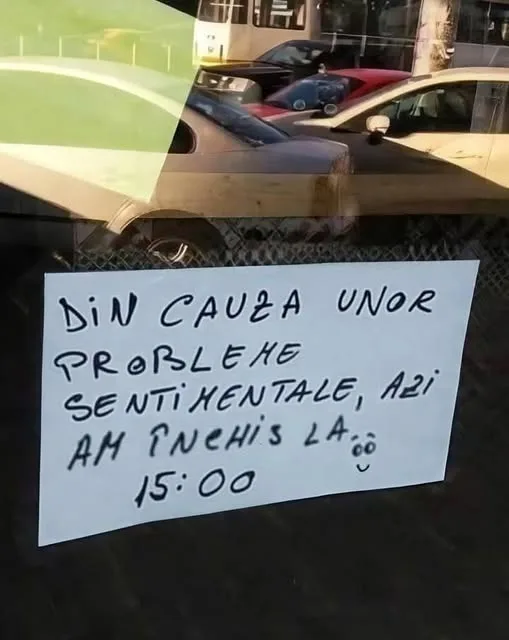 DIN CAUZA UNOR
PROBLEME
SENTIMENTALE, AZI
AM ÎNCHIS LA..
15:00